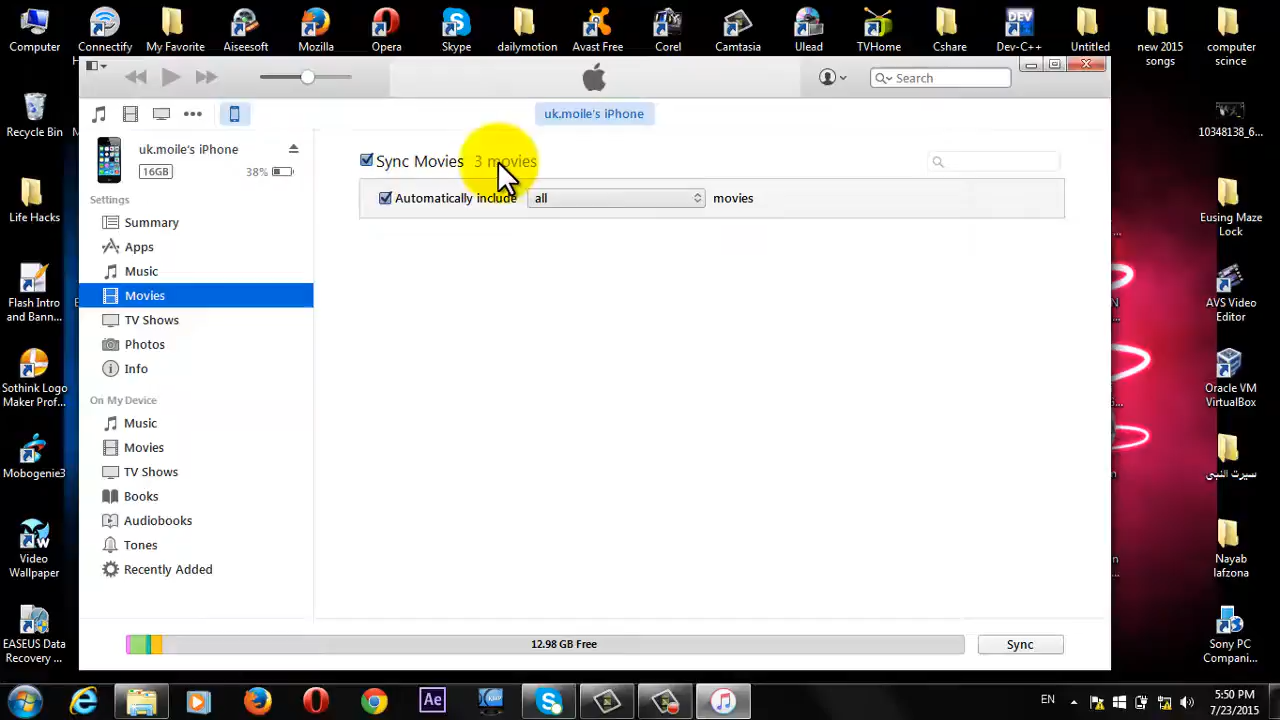 Computer
Connectify
My Favorite
Aiseesoft
Mozilla
Opera
Skype
dailymotion
Avast Free
Corel
Camtasia
Ulead
TVHome
Cshare
Dev-C++
Untitled
new 2015 songs
computer scince
Search
uk.moile's iPhone
Recycle Bin
uk.moile's iPhone
16GB
38%
Sync Movies 3 movies
Automatically include all movies
10348138_6...
Settings
Summary
Apps
Music
Movies
TV Shows
Photos
Info
On My Device
Music
Movies
TV Shows
Books
Audiobooks
Tones
Recently Added
12.98 GB Free
Sync
Life Hacks
Flash Intro and Bann...
Sothink Logo Maker Prof...
Mobogenie3
Video Wallpaper
EASEUS Data Recovery ...
Eusing Maze Lock
AVS Video Editor
Oracle VM VirtualBox
سيرت النبي
Nayab lafzona
Sony PC Compani...
Ae
EN
5:50 PM
7/23/2015